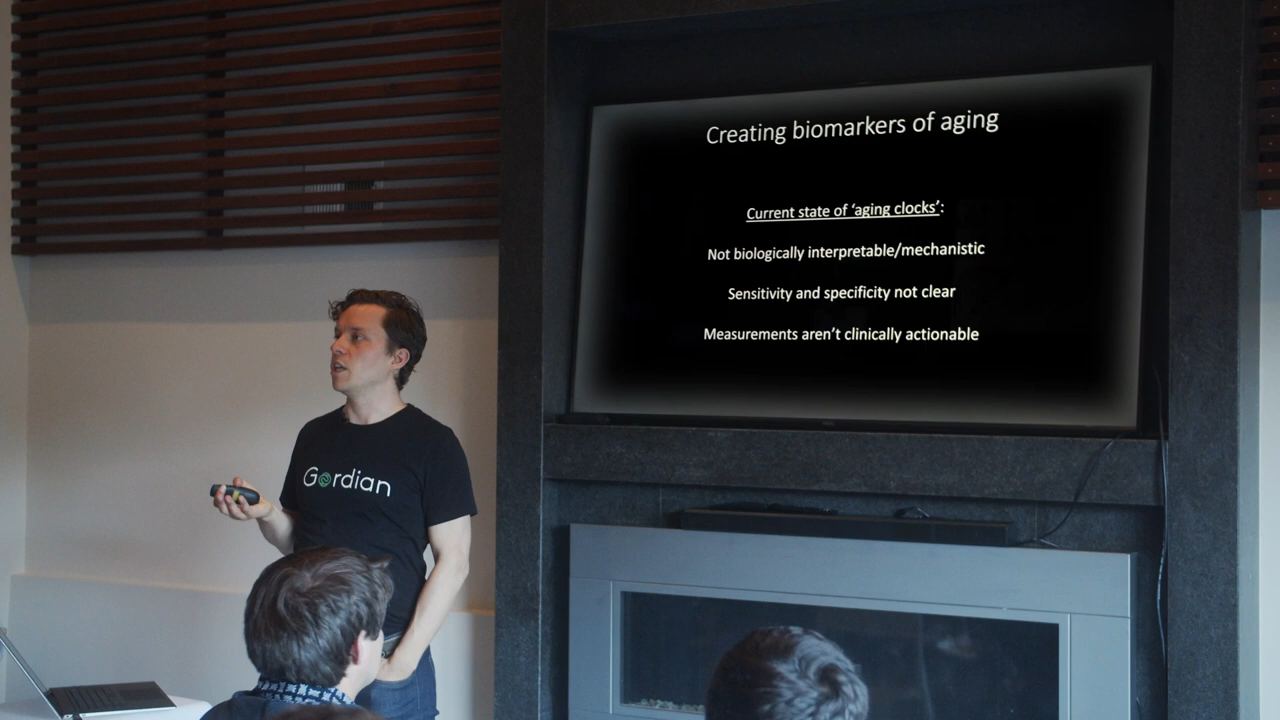 Creating biomarkers of aging
Current state of ‘aging clocks’:
Not biologically interpretable/mechanistic
Sensitivity and specificity not clear
Measurements aren’t clinically actionable
Gordian